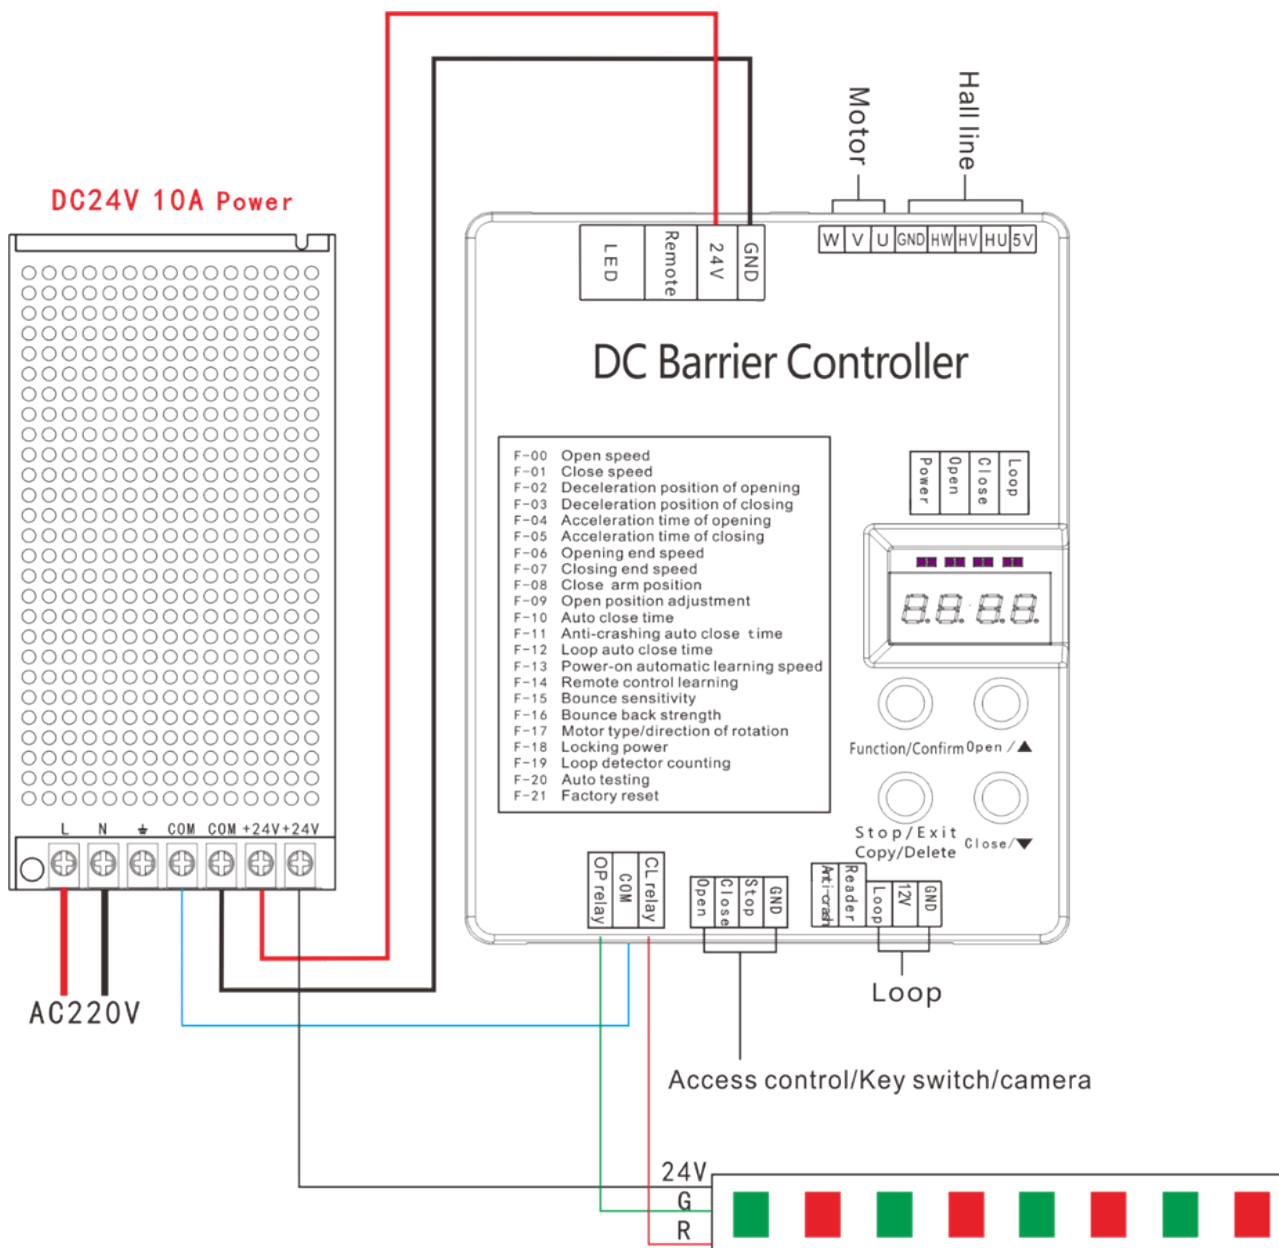 Motor
Hall line
DC24V 10A Power
LED
Remote
24V
GND
W V U GND HW HV HU 5V
DC Barrier Controller
F-00 Open speed
F-01 Close speed
F-02 Deceleration position of opening
F-03 Deceleration position of closing
F-04 Acceleration time of opening
F-05 Acceleration time of closing
F-06 Opening end speed
F-07 Closing end speed
F-08 Close arm position
F-09 Open position adjustment
F-10 Auto close time
F-11 Anti-crashing auto close time
F-12 Loop auto close time
F-13 Power-on automatic learning speed
F-14 Remote control learning
F-15 Bounce sensitivity
F-16 Bounce back strength
F-17 Motor type/direction of rotation
F-18 Locking power
F-19 Loop detector counting
F-20 Auto testing
F-21 Factory reset
Power
Open
Close
Loop
88.88
Function/Confirm
Open/▲
Stop/Exit
Copy/Delete
Close/▼
L N COM COM +24V +24V
AC220V
OP relay
COM
CL relay
Open
Close
Stop
GND
Anti-crash
Reader
Loop
12V
GND
Loop
Access control/Key switch/camera
24V
G
R